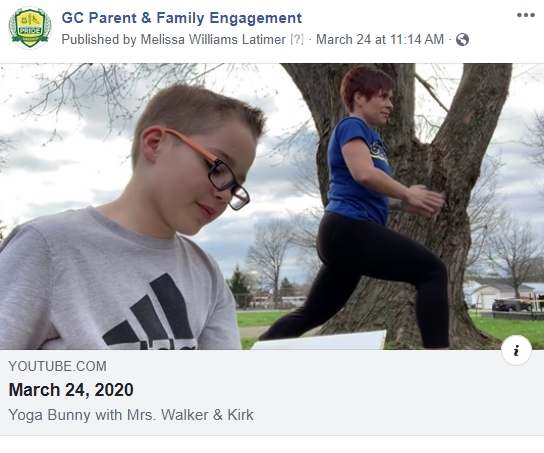 GC Parent & Family Engagement
Published by Melissa Williams Latimer [?] · March 24 at 11:14 AM ·
PRIDE
YOUTUBE.COM
March 24, 2020
Yoga Bunny with Mrs. Walker & Kirk